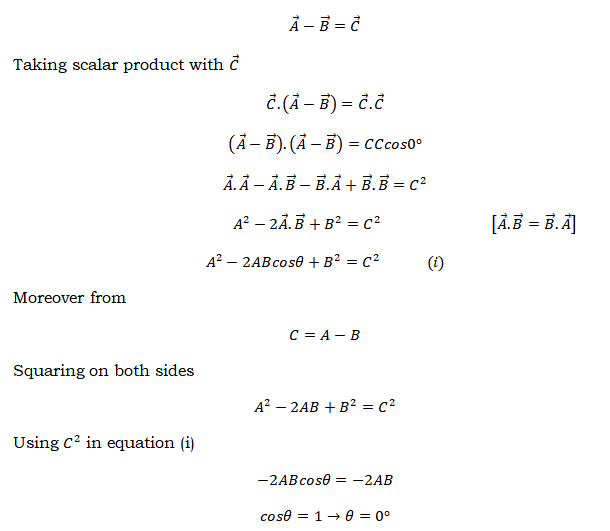 $\vec{A} - \vec{B} = \vec{C}$
Taking scalar product with $\vec{C}$
$\vec{C}.(\vec{A} - \vec{B}) = \vec{C}.\vec{C}$
$(\vec{A} - \vec{B}).(\vec{A} - \vec{B}) = CCcos0°$
$\vec{A}.\vec{A} - \vec{A}.\vec{B} - \vec{B}.\vec{A} + \vec{B}.\vec{B} = C^2$
$A^2 - 2\vec{A}.\vec{B} + B^2 = C^2$ $[\vec{A}.\vec{B} = \vec{B}.\vec{A}]$
$A^2 - 2ABcos\theta + B^2 = C^2$ $(i)$
Moreover from
$C = A - B$
Squaring on both sides
$A^2 - 2AB + B^2 = C^2$
Using $C^2$ in equation (i)
$-2ABcos\theta = -2AB$
$cos\theta = 1 \rightarrow \theta = 0°$